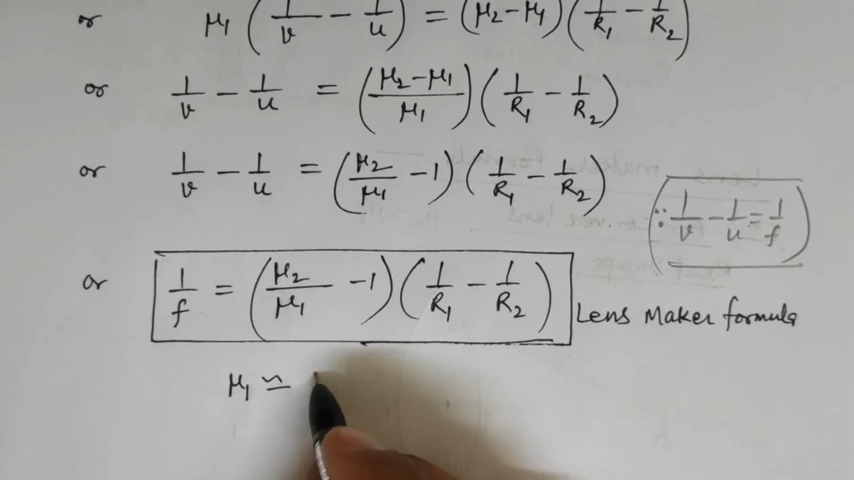 or μ₁ (1/v − 1/u) = (μ₂−μ₁)(1/R₁ − 1/R₂)
or 1/v − 1/u = ((μ₂−μ₁)/μ₁)(1/R₁ − 1/R₂)
or 1/v − 1/u = (μ₂/μ₁ −1)(1/R₁ − 1/R₂)
(∵ 1/v − 1/u = 1/f)
or 1/f = (μ₂/μ₁ −1)(1/R₁ − 1/R₂) Lens Maker formula
μ₁ ≃